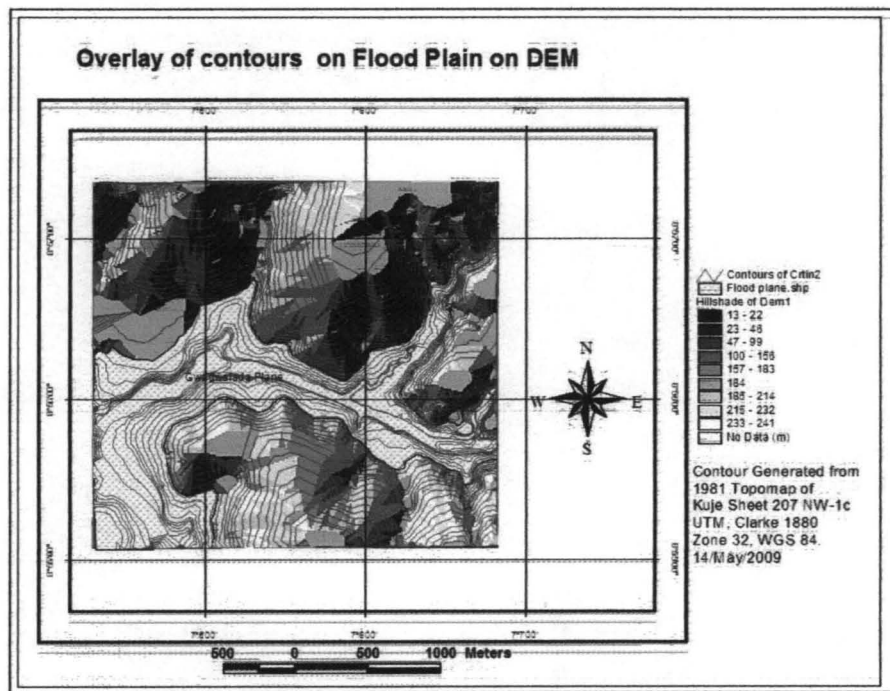 Overlay of contours on Flood Plain on DEM
Contours of Crtin2
Flood plane.shp
Hillshade of Dem1
13 - 22
23 - 46
47 - 99
100 - 156
157 - 183
184
185 - 214
215 - 232
233 - 241
No Data (m)
N
W E
S
Contour Generated from
1981 Topomap of
Kuje Sheet 207 NW-1c
UTM, Clarke 1880
Zone 32, WGS 84.
14/May/2009
500 0 500 1000 Meters